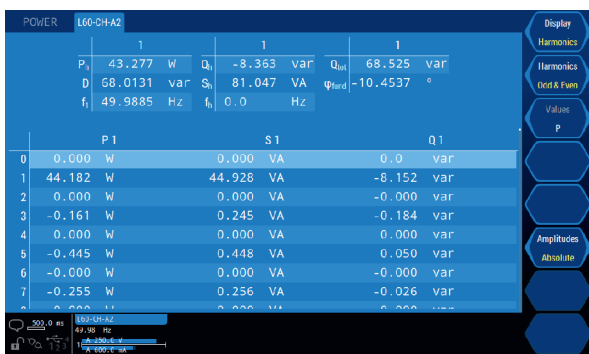 POWER L60-CH-A2
1 1 1
Pₕ 43.277 W Qₕ -8.363 var Qtot 68.525 var
D 68.0131 var Sₕ 81.047 VA φfund -10.4537 °
f₁ 49.9885 Hz fₕ 0.0 Hz
P1 S1 Q1
0 0.000 W 0.000 VA 0.0 var
1 44.182 W 44.928 VA -8.152 var
2 0.000 W 0.000 VA -0.000 var
3 -0.161 W 0.245 VA -0.184 var
4 0.000 W 0.000 VA 0.000 var
5 -0.445 W 0.448 VA 0.050 var
6 -0.000 W 0.000 VA -0.000 var
7 -0.255 W 0.256 VA -0.026 var
Display
Harmonics
Harmonics
Odd & Even
Values
P
Amplitudes
Absolute
500.0 ms
L60-CH-A2
49.98 Hz
1 A 250.0 V
A 600.0 mA
123